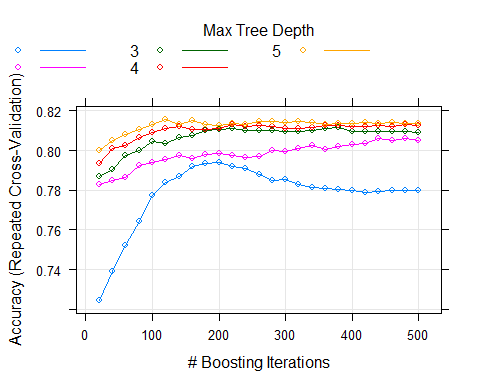 Max Tree Depth
3 5
4
Accuracy (Repeated Cross-Validation)
0.82
0.80
0.78
0.76
0.74
0 100 200 300 400 500
# Boosting Iterations